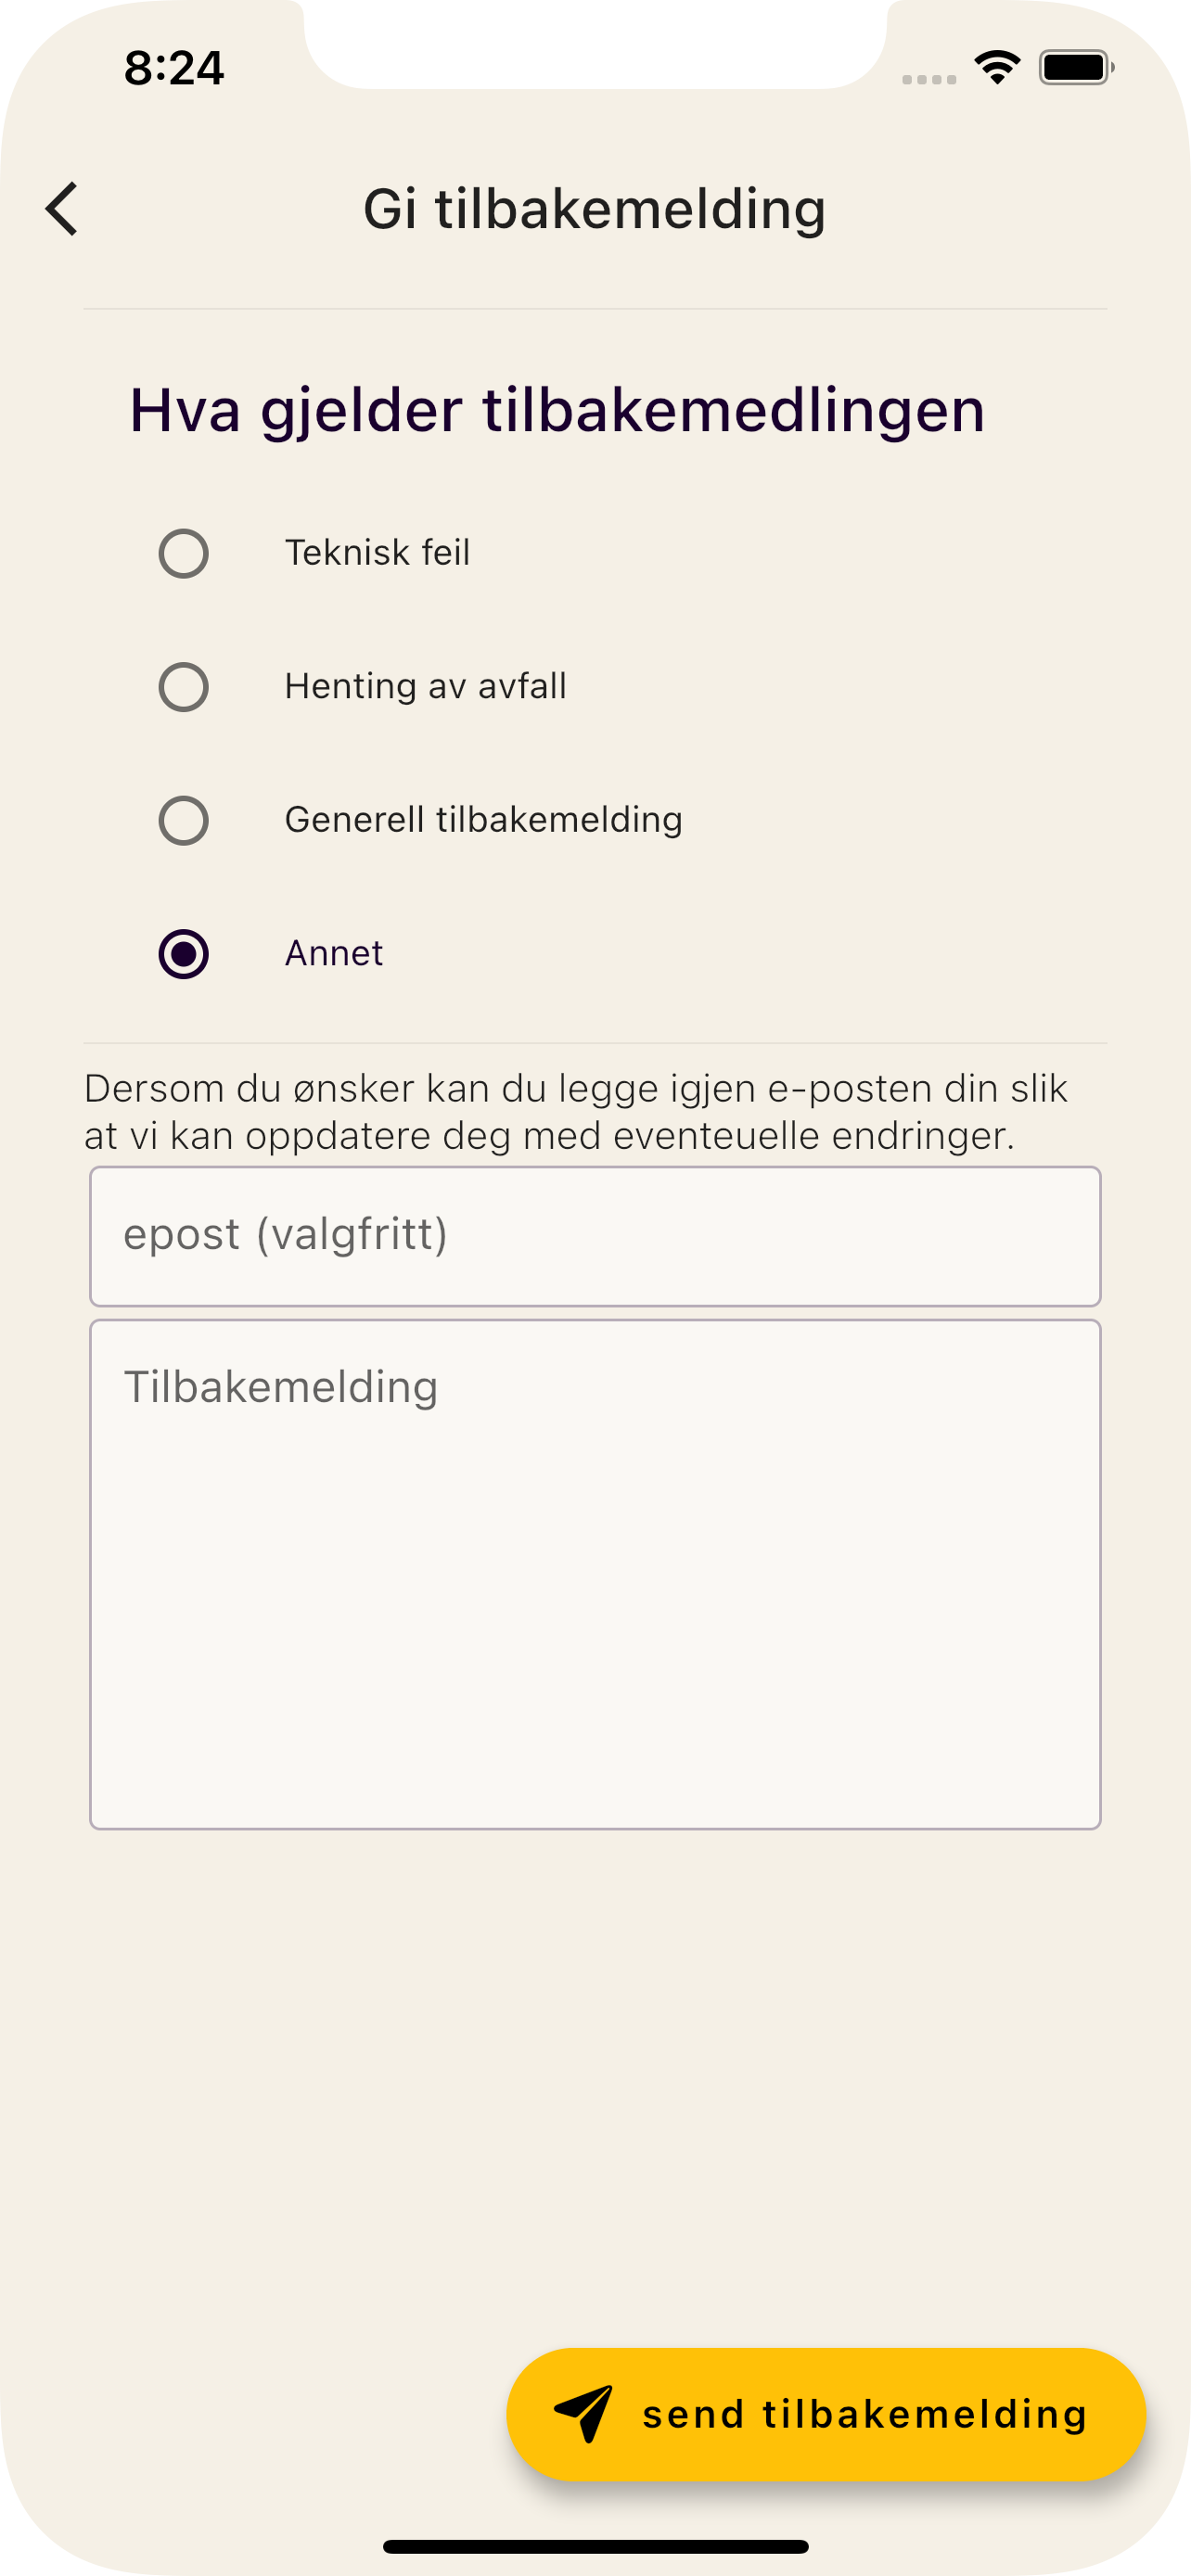 8:24
Gi tilbakemelding
Hva gjelder tilbakemedlingen
Teknisk feil
Henting av avfall
Generell tilbakemelding
Annet
Dersom du ønsker kan du legge igjen e-posten din slik
at vi kan oppdatere deg med eventeuelle endringer.
epost (valgfritt)
Tilbakemelding
send tilbakemelding